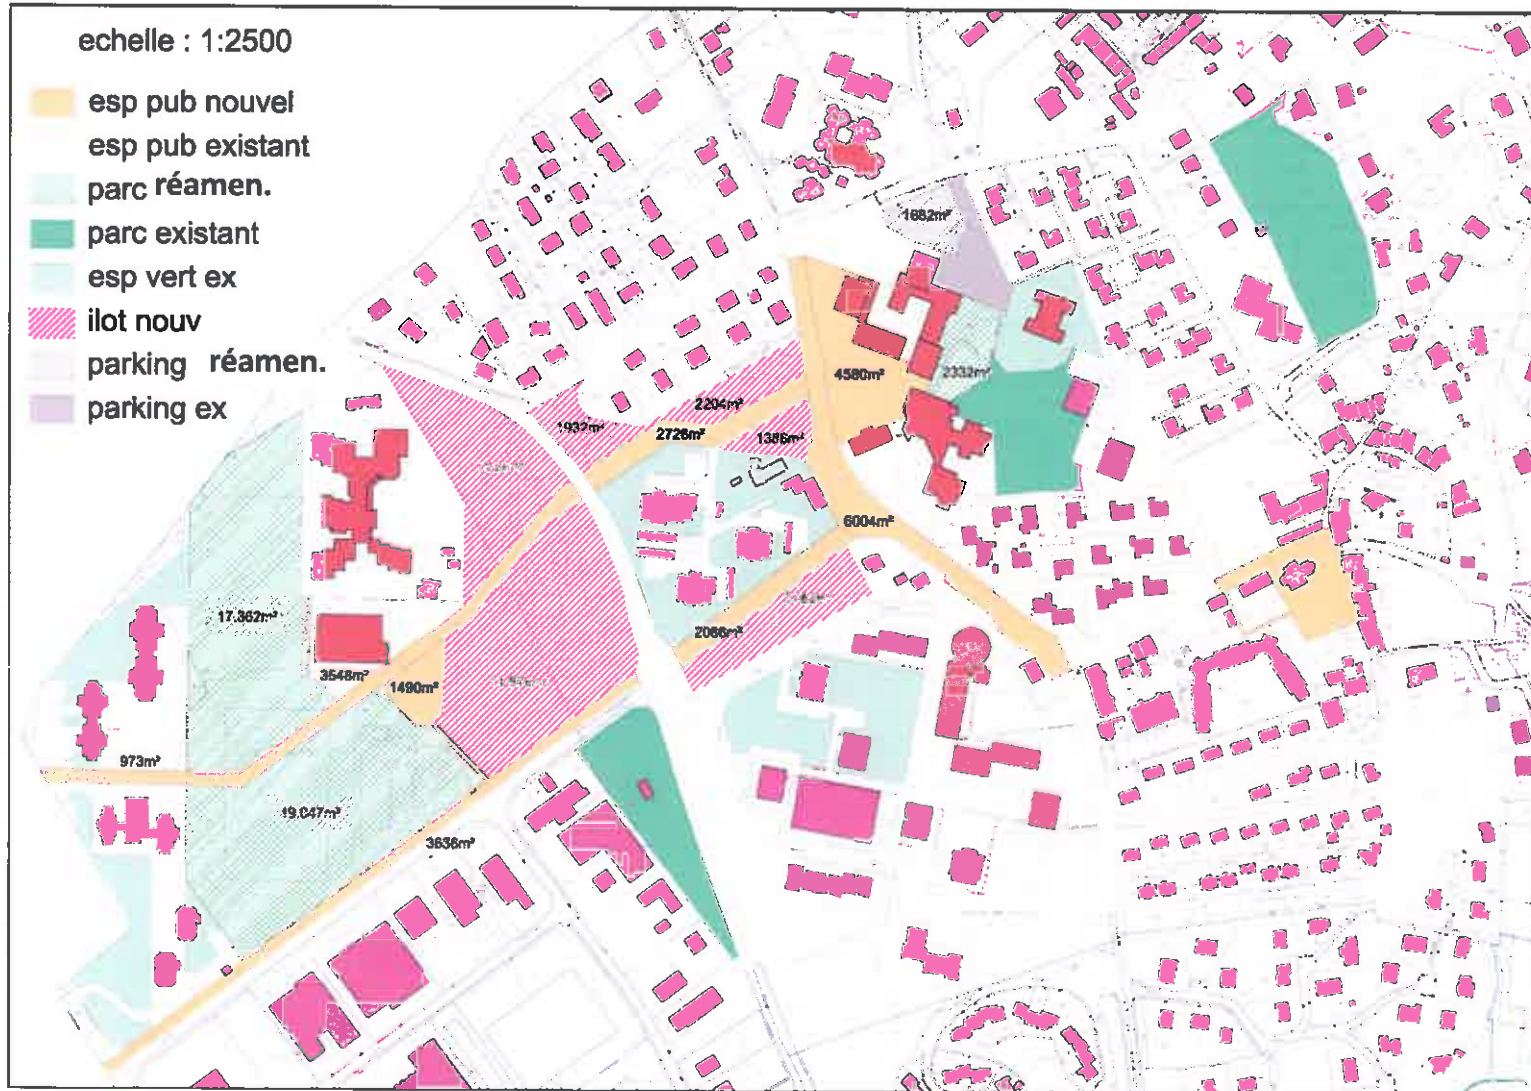 echelle : 1:2500
esp pub nouvel
esp pub existant
parc réamen.
parc existant
esp vert ex
ilot nouv
parking réamen.
parking ex
1682m²
4580m²
2332m²
2204m²
1932m²
2726m²
1386m²
6004m²
17.362m²
2086m²
3548m²
1490m²
973m²
19.047m²
3636m²